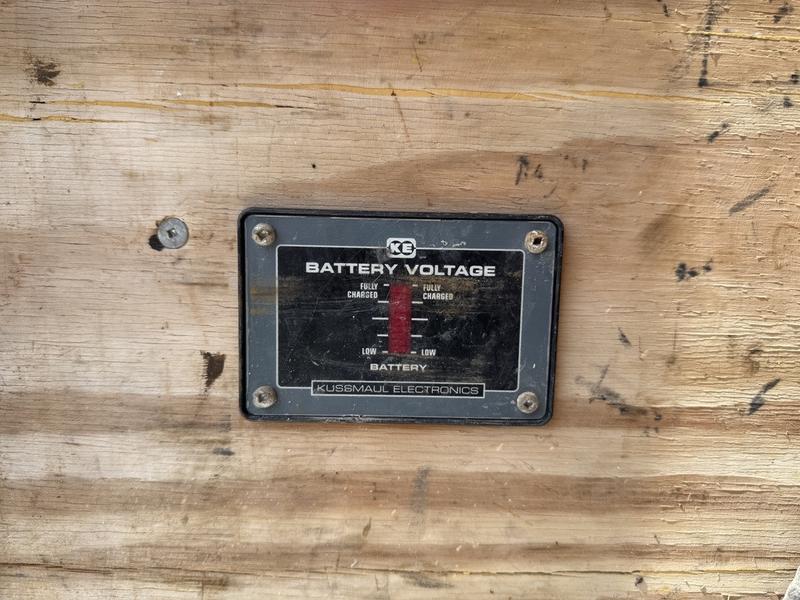 KE
BATTERY VOLTAGE
FULLY FULLY
CHARGED CHARGED
LOW LOW
BATTERY
KUSSMAUL ELECTRONICS